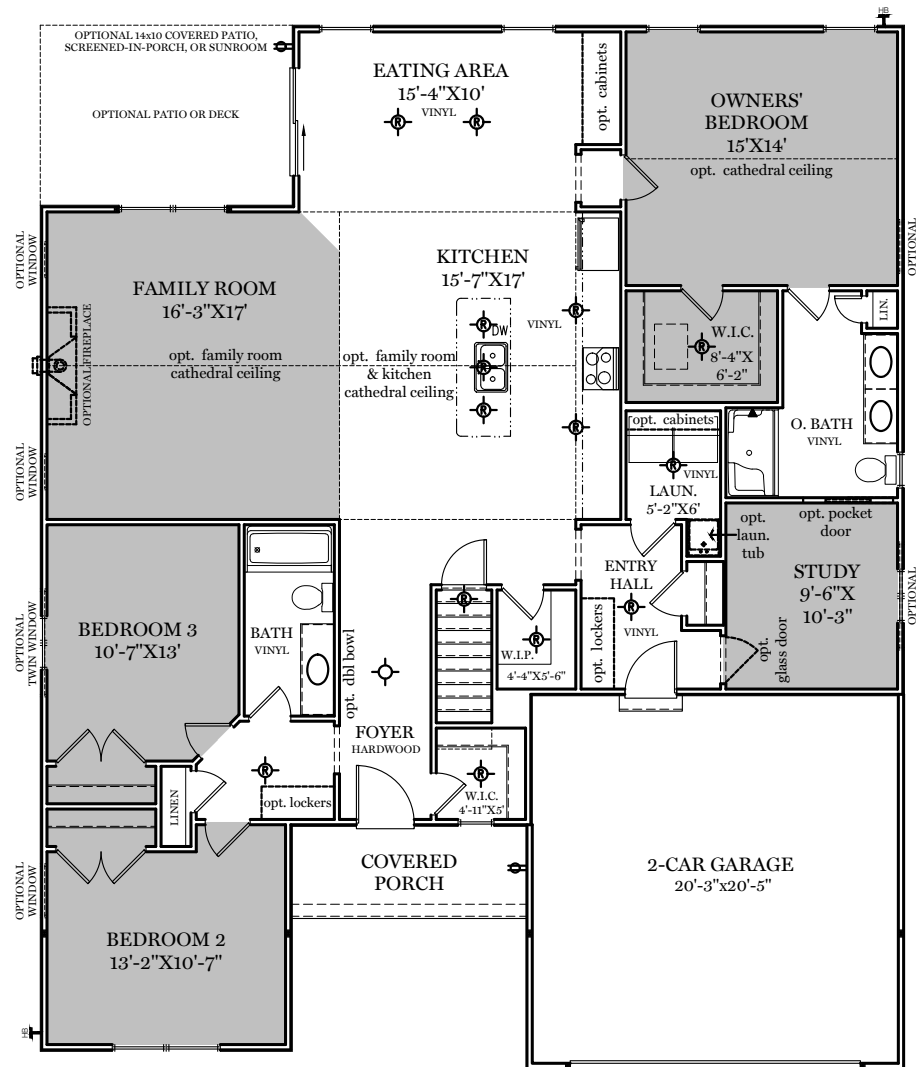 HB
OPTIONAL 14x10 COVERED PATIO,
SCREENED-IN-PORCH, OR SUNROOM
OPTIONAL PATIO OR DECK
EATING AREA
15'-4"X10'
VINYL
R
R
opt. cabinets
OWNERS'
BEDROOM
15'X14'
opt. cathedral ceiling
OPTIONAL
WINDOW
OPTIONAL
FAMILY ROOM
16'-3"X17'
opt. family room
cathedral ceiling
OPTIONAL FIREPLACE
KITCHEN
15'-7"X17'
R
DW
R
VINYL
R
R
R
opt. family room
& kitchen
cathedral ceiling
W.I.C.
R
8'-4"X
6'-2"
LIN.
OPTIONAL
WINDOW
opt. cabinets
R
VINYL
LAUN.
5'-2"X6'
O. BATH
VINYL
opt. pocket
door
opt.
laun.
tub
STUDY
9'-6"X
10'-3"
OPTIONAL
opt.
glass door
ENTRY
HALL
R
VINYL
opt. lockers
OPTIONAL
TWIN WINDOW
BEDROOM 3
10'-7"X13'
BATH
VINYL
opt. dbl bowl
R
R
W.I.P.
4'-4"X5'-6"
FOYER
HARDWOOD
R
opt. lockers
LINEN
R
W.I.C.
4'-11"X5'
COVERED
PORCH
2-CAR GARAGE
20'-3"x20'-5"
OPTIONAL
WINDOW
BEDROOM 2
13'-2"X10'-7"
HB